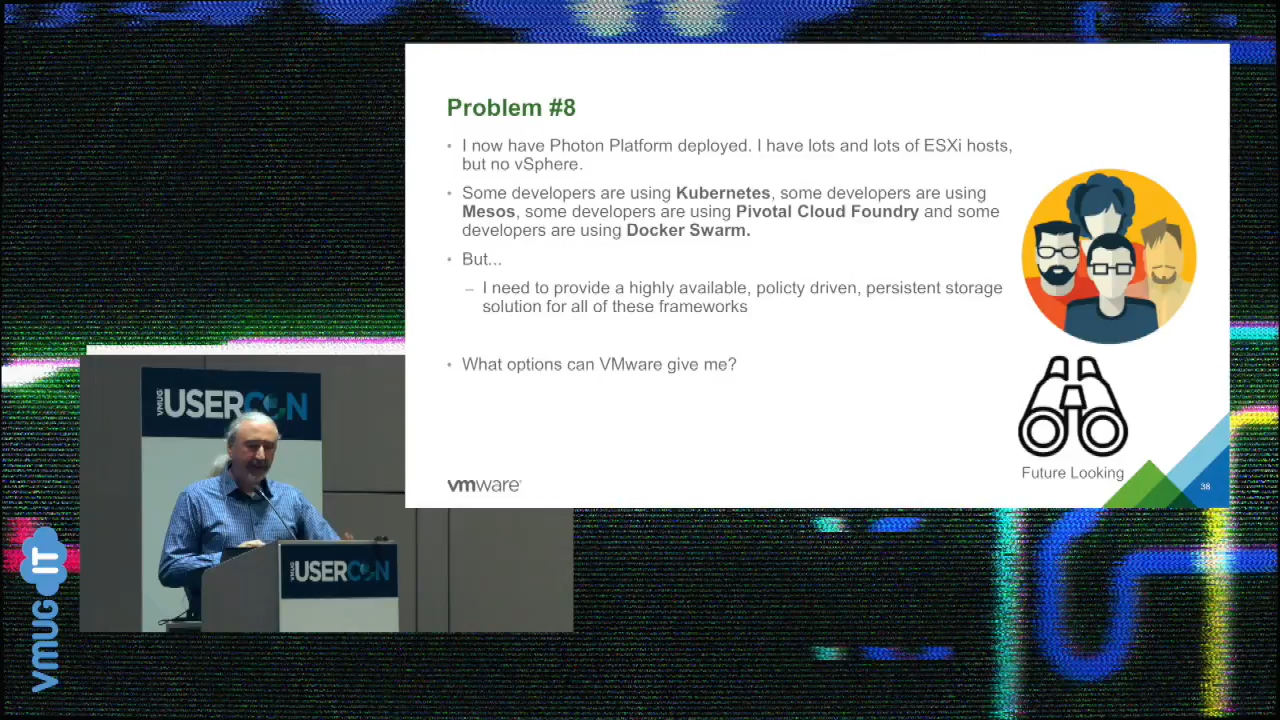 Problem #8
• I now have Photon Platform deployed. I have lots and lots of ESXi hosts,
but no vSphere.
• Some developers are using Kubernetes, some developers are using
Mesos, some developers are using Pivotal Cloud Foundry and some
developers are using Docker Swarm.
• But...
– I need to provide a highly available, policty driven, persistent storage
solution for all of these frameworks
• What options can VMware give me?
Future Looking
vmware
38
VMUG
USERCON
VMUG
USERCON
VMUG IT